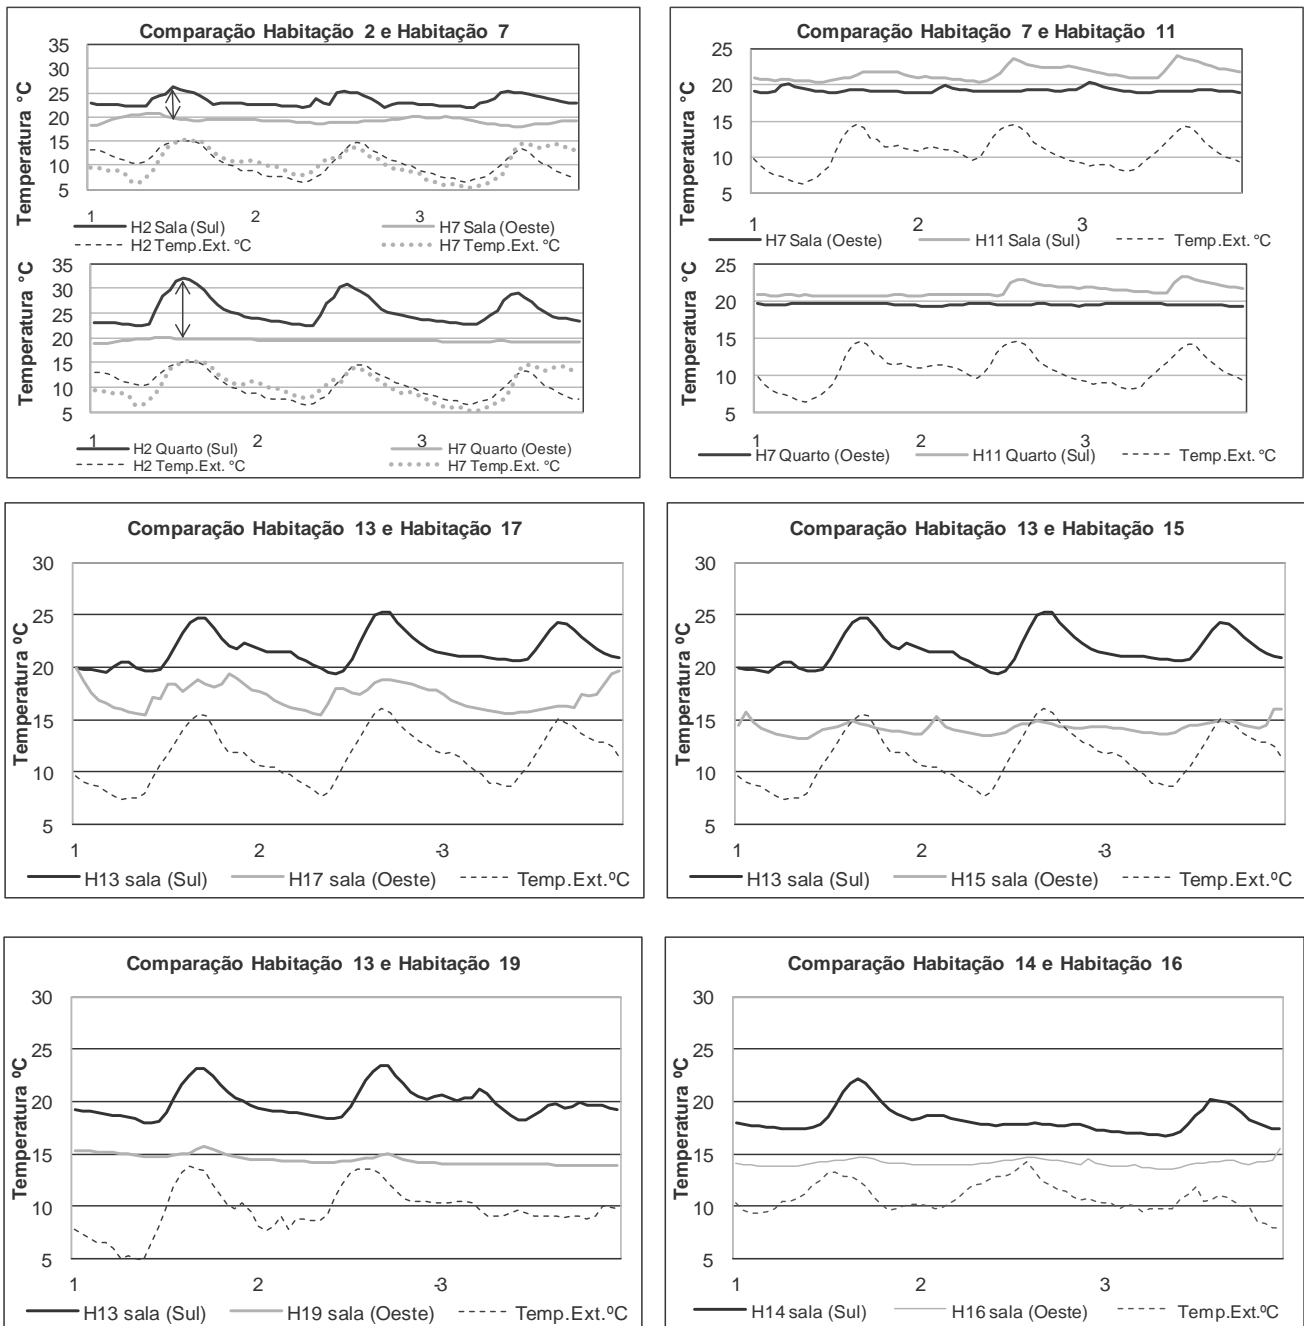 Comparação Habitação 2 e Habitação 7
Temperatura °C
35
30
25
20
15
10
5
1 2 3
H2 Sala (Sul) H7 Sala (Oeste)
H2 Temp.Ext. °C H7 Temp.Ext. °C
Temperatura °C
35
30
25
20
15
10
5
1 2 3
H2 Quarto (Sul) H7 Quarto (Oeste)
H2 Temp.Ext. °C H7 Temp.Ext. °C
Comparação Habitação 7 e Habitação 11
Temperatura °C
25
20
15
10
5
1 2 3
H7 Sala (Oeste) H11 Sala (Sul) Temp.Ext. °C
Temperatura °C
25
20
15
10
5
1 2 3
H7 Quarto (Oeste) H11 Quarto (Sul) Temp.Ext. °C
Comparação Habitação 13 e Habitação 17
Temperatura ºC
30
25
20
15
10
5
1 2 -3
H13 sala (Sul) H17 sala (Oeste) Temp.Ext.ºC
Comparação Habitação 13 e Habitação 15
Temperatura ºC
30
25
20
15
10
5
1 2 -3
H13 sala (Sul) H15 sala (Oeste) Temp.Ext.ºC
Comparação Habitação 13 e Habitação 19
Temperatura ºC
30
25
20
15
10
5
1 2 -3
H13 sala (Sul) H19 sala (Oeste) Temp.Ext.ºC
Comparação Habitação 14 e Habitação 16
Temperatura ºC
30
25
20
15
10
5
1 2 3
H14 sala (Sul) H16 sala (Oeste) Temp.Ext.ºC